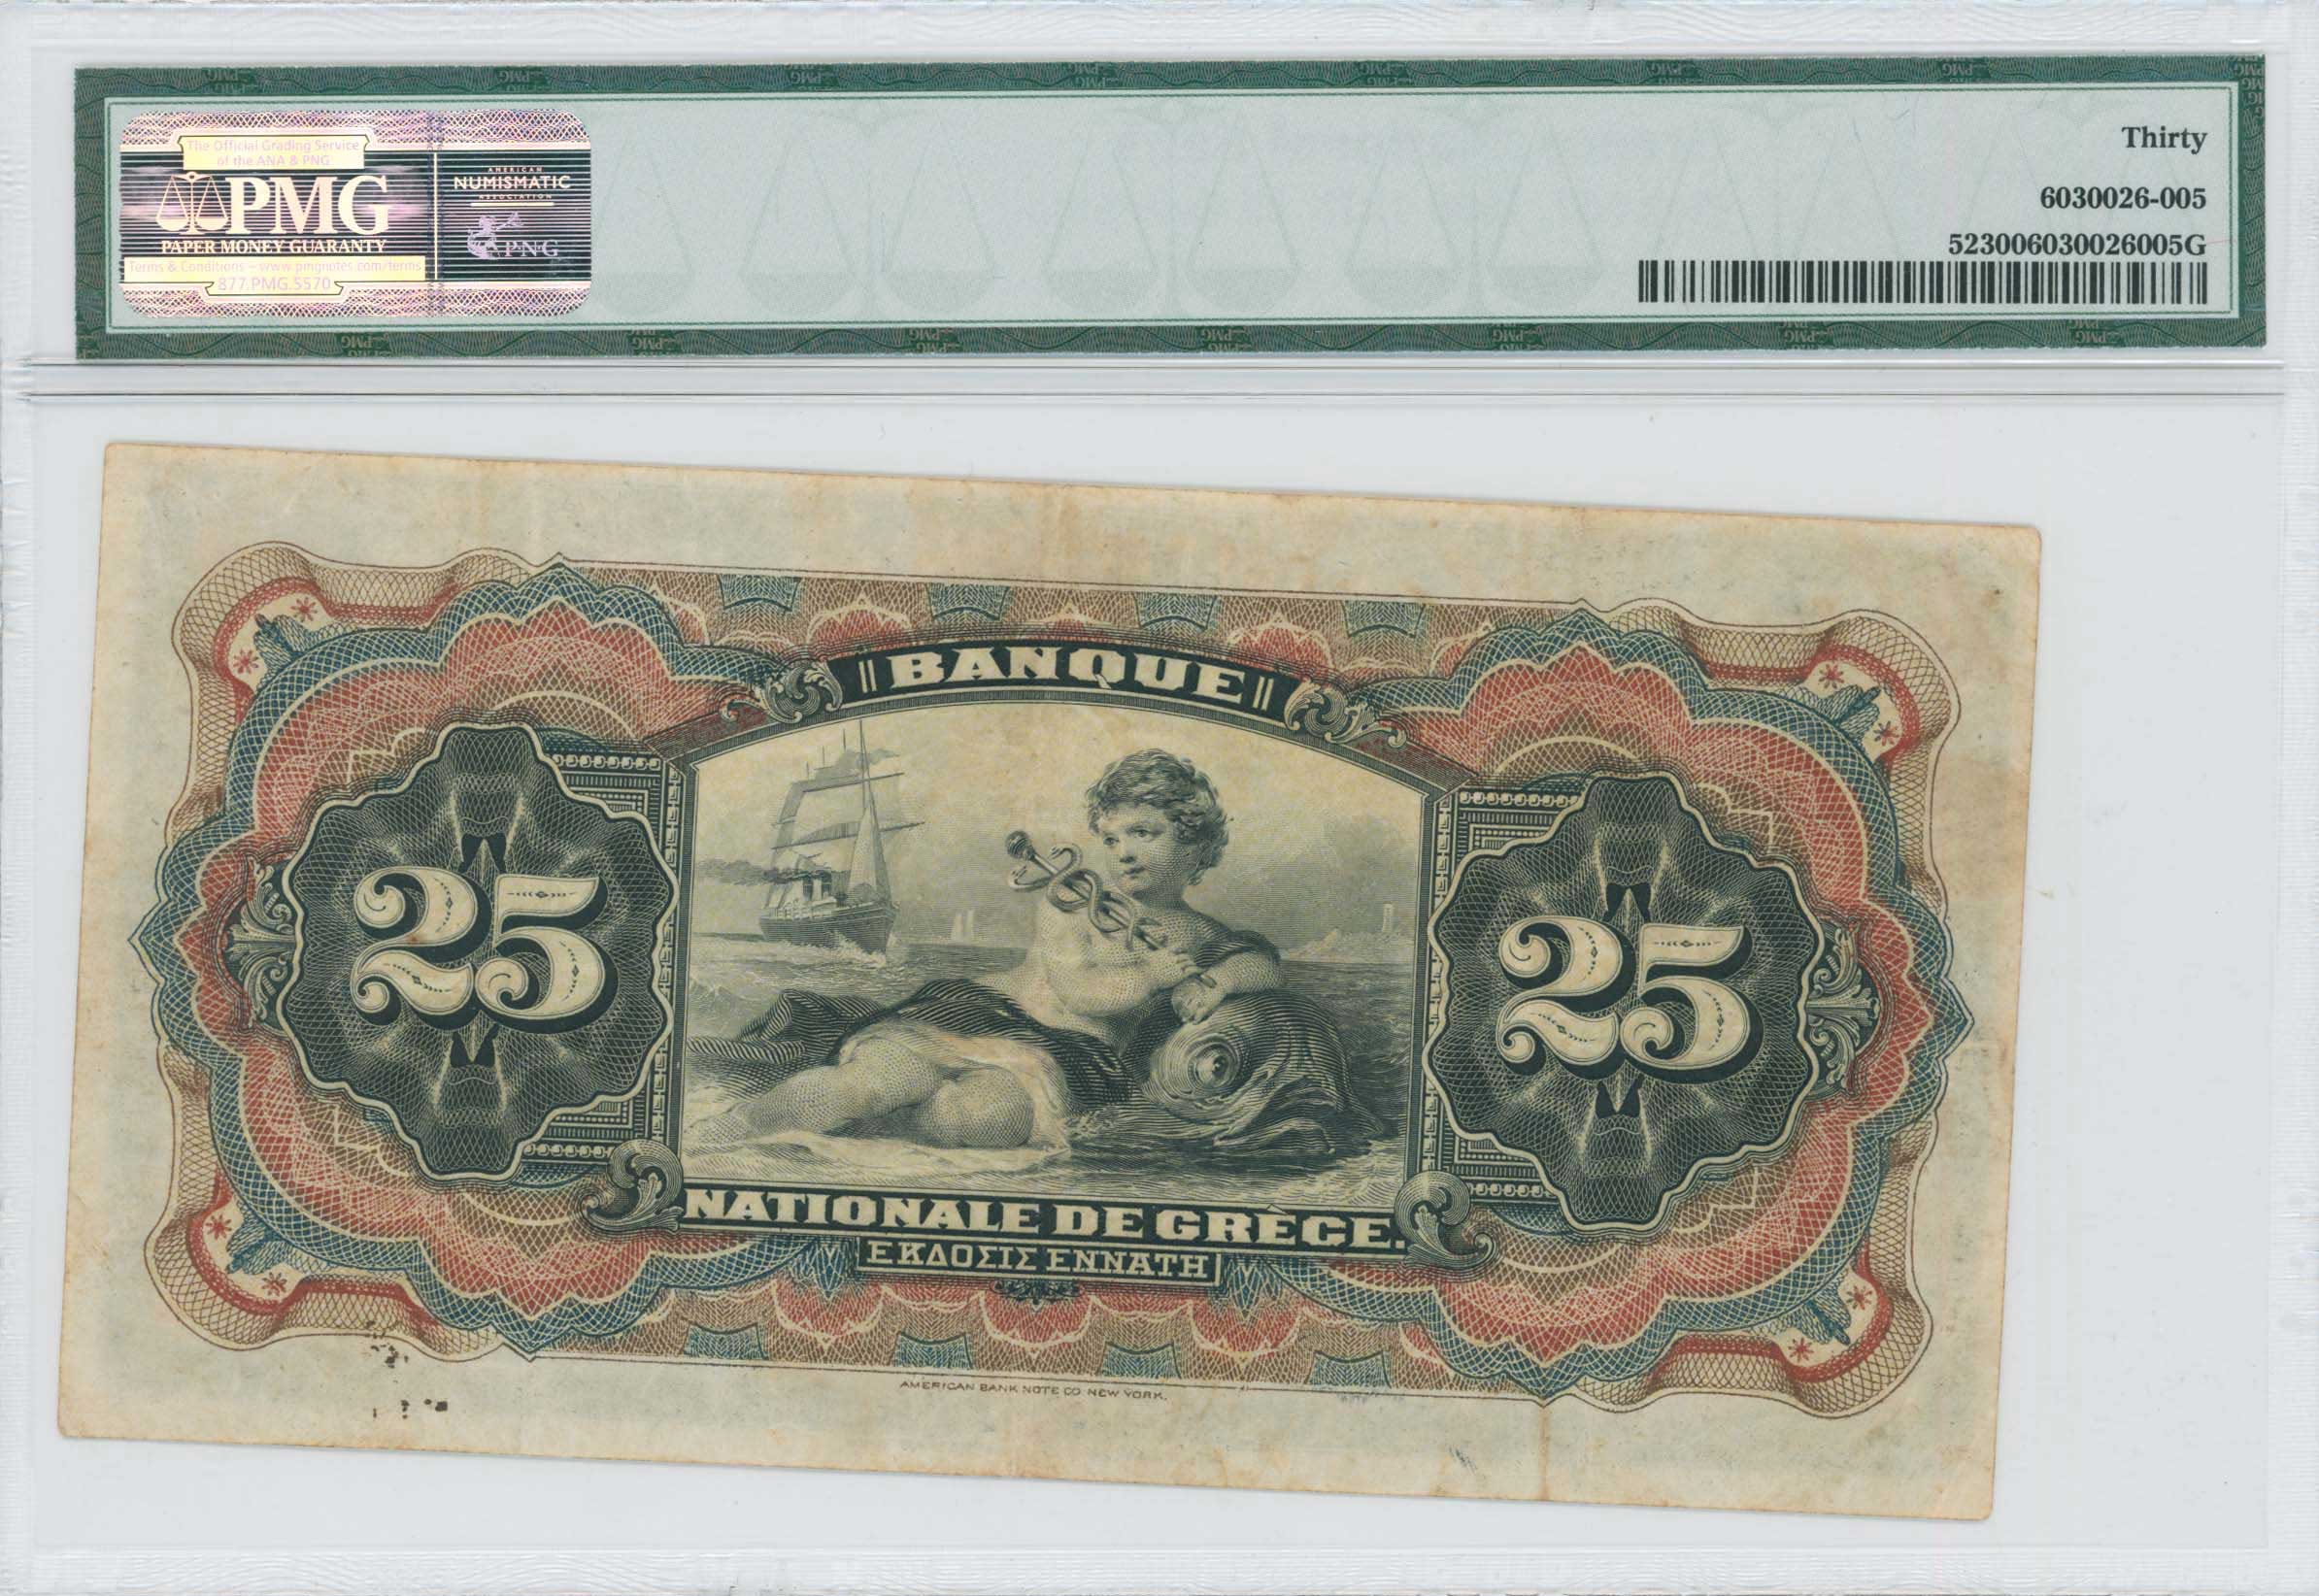 The Official Grading Service
of the ANA & PNG
PMG
PAPER MONEY GUARANTY
Terms & Conditions – www.pmgnotes.com/terms
877.PMG.5570
AMERICAN
NUMISMATIC
ASSOCIATION
PNG
Thirty
6030026-005
523006030026005G
BANQUE
25
25
NATIONALE DE GRÈCE.
ΕΚΔΟΣΙΣ ΕΝΝΑΤΗ
AMERICAN BANK NOTE CO NEW YORK.